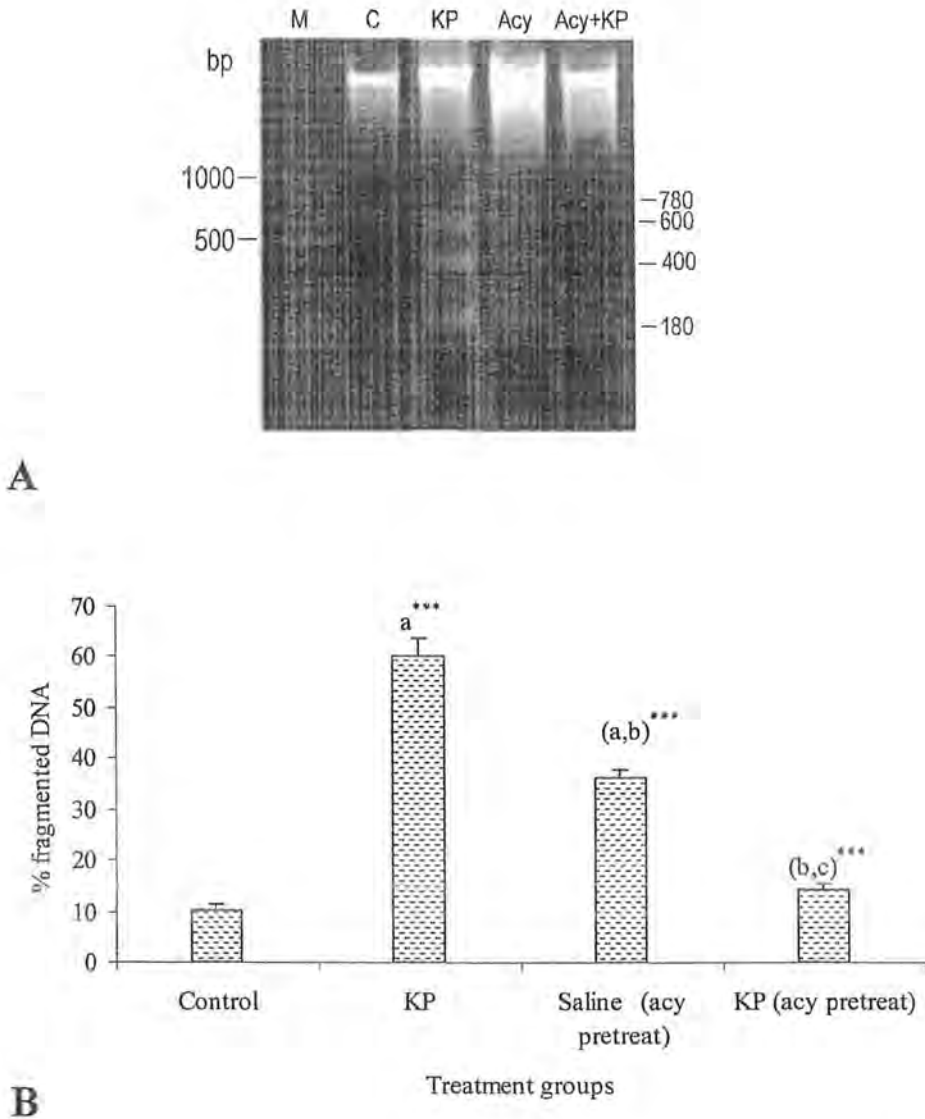 M C KP Acy Acy+KP
bp
1000
780
600
500
400
180
A
70
60
50
40
30
20
10
0
% fragmented DNA
a***
(a,b)***
(b,c)***
Control KP Saline (acy pretreat) KP (acy pretreat)
Treatment groups
B